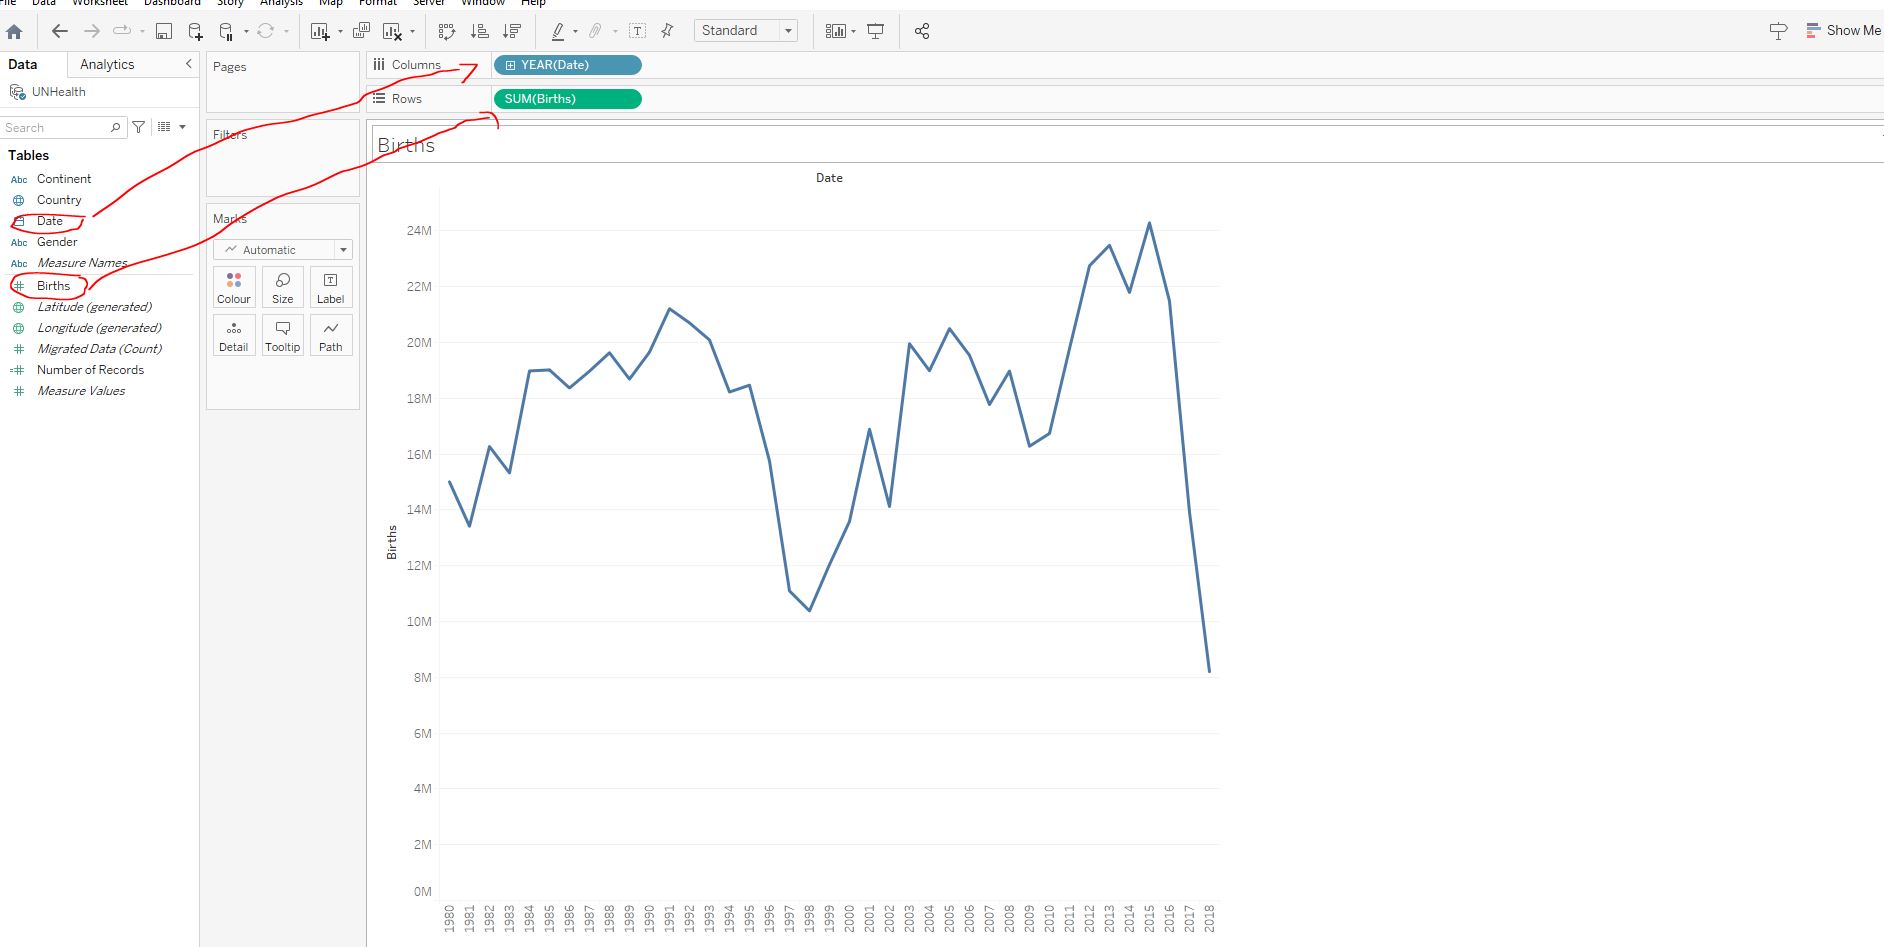 File Data Worksheet Dashboard Story Analysis Map Format Server Window Help
Standard
Show Me
Data Analytics
UNHealth
Search
Tables
Abc Continent
Country
Date
Abc Gender
Abc Measure Names
Births
Latitude (generated)
Longitude (generated)
Migrated Data (Count)
Number of Records
Measure Values
Pages
Filters
Marks
Automatic
Colour Size Label
Detail Tooltip Path
Columns YEAR(Date)
Rows SUM(Births)
Births
Date
24M
22M
20M
18M
16M
14M
12M
10M
8M
6M
4M
2M
0M
Births
1980 1981 1982 1983 1984 1985 1986 1987 1988 1989 1990 1991 1992 1993 1994 1995 1996 1997 1998 1999 2000 2001 2002 2003 2004 2005 2006 2007 2008 2009 2010 2011 2012 2013 2014 2015 2016 2017 2018